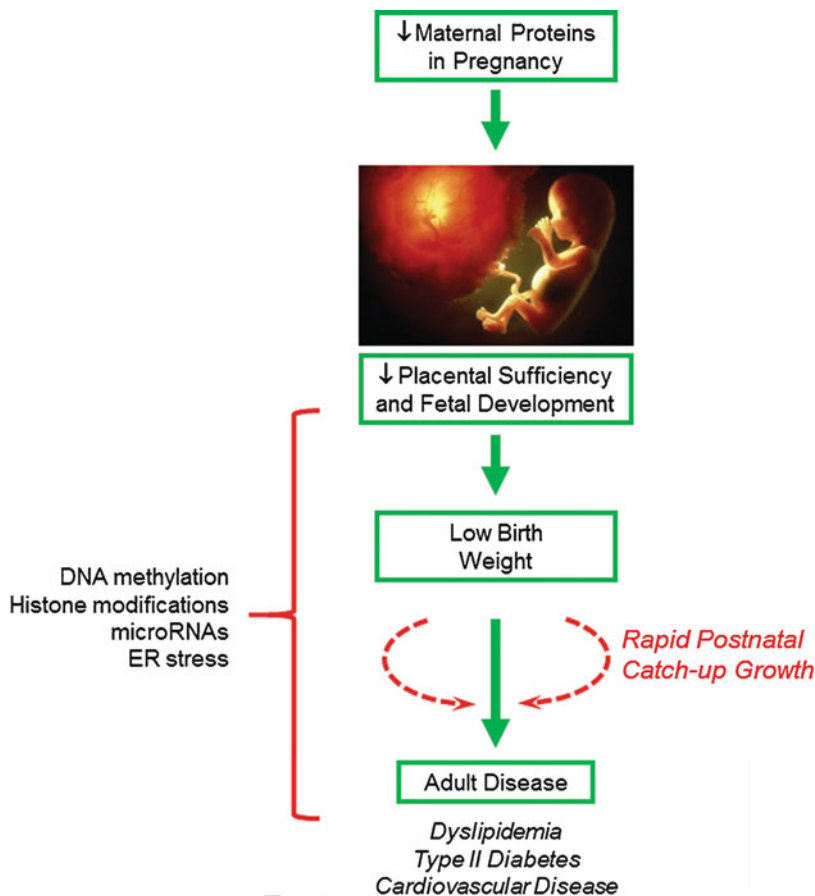 ↓Maternal Proteins
in Pregnancy
↓Placental Sufficiency
and Fetal Development
Low Birth
Weight
DNA methylation
Histone modifications
microRNAs
ER stress
Rapid Postnatal
Catch-up Growth
Adult Disease
Dyslipidemia
Type II Diabetes
Cardiovascular Disease